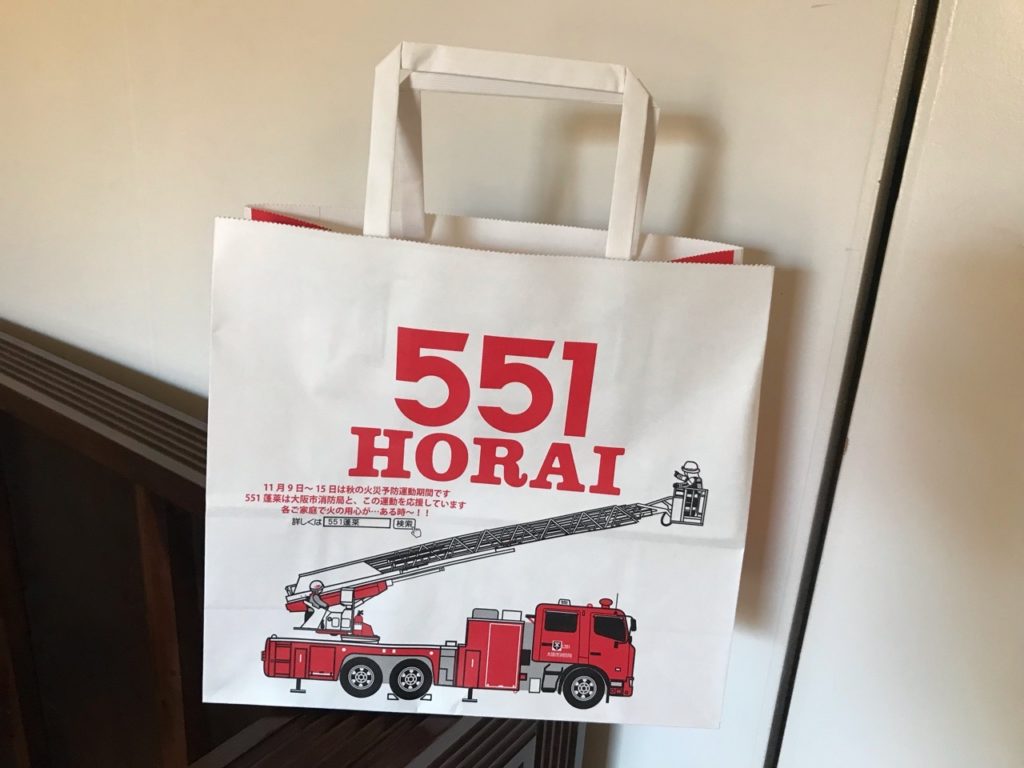 551
HORAI
11月9日〜15日は秋の火災予防運動期間です
551蓬莱は大阪市消防局と、この運動を応援しています
各ご家庭で火の用心が…ある時〜！！
詳しくは 551蓬莱 検索